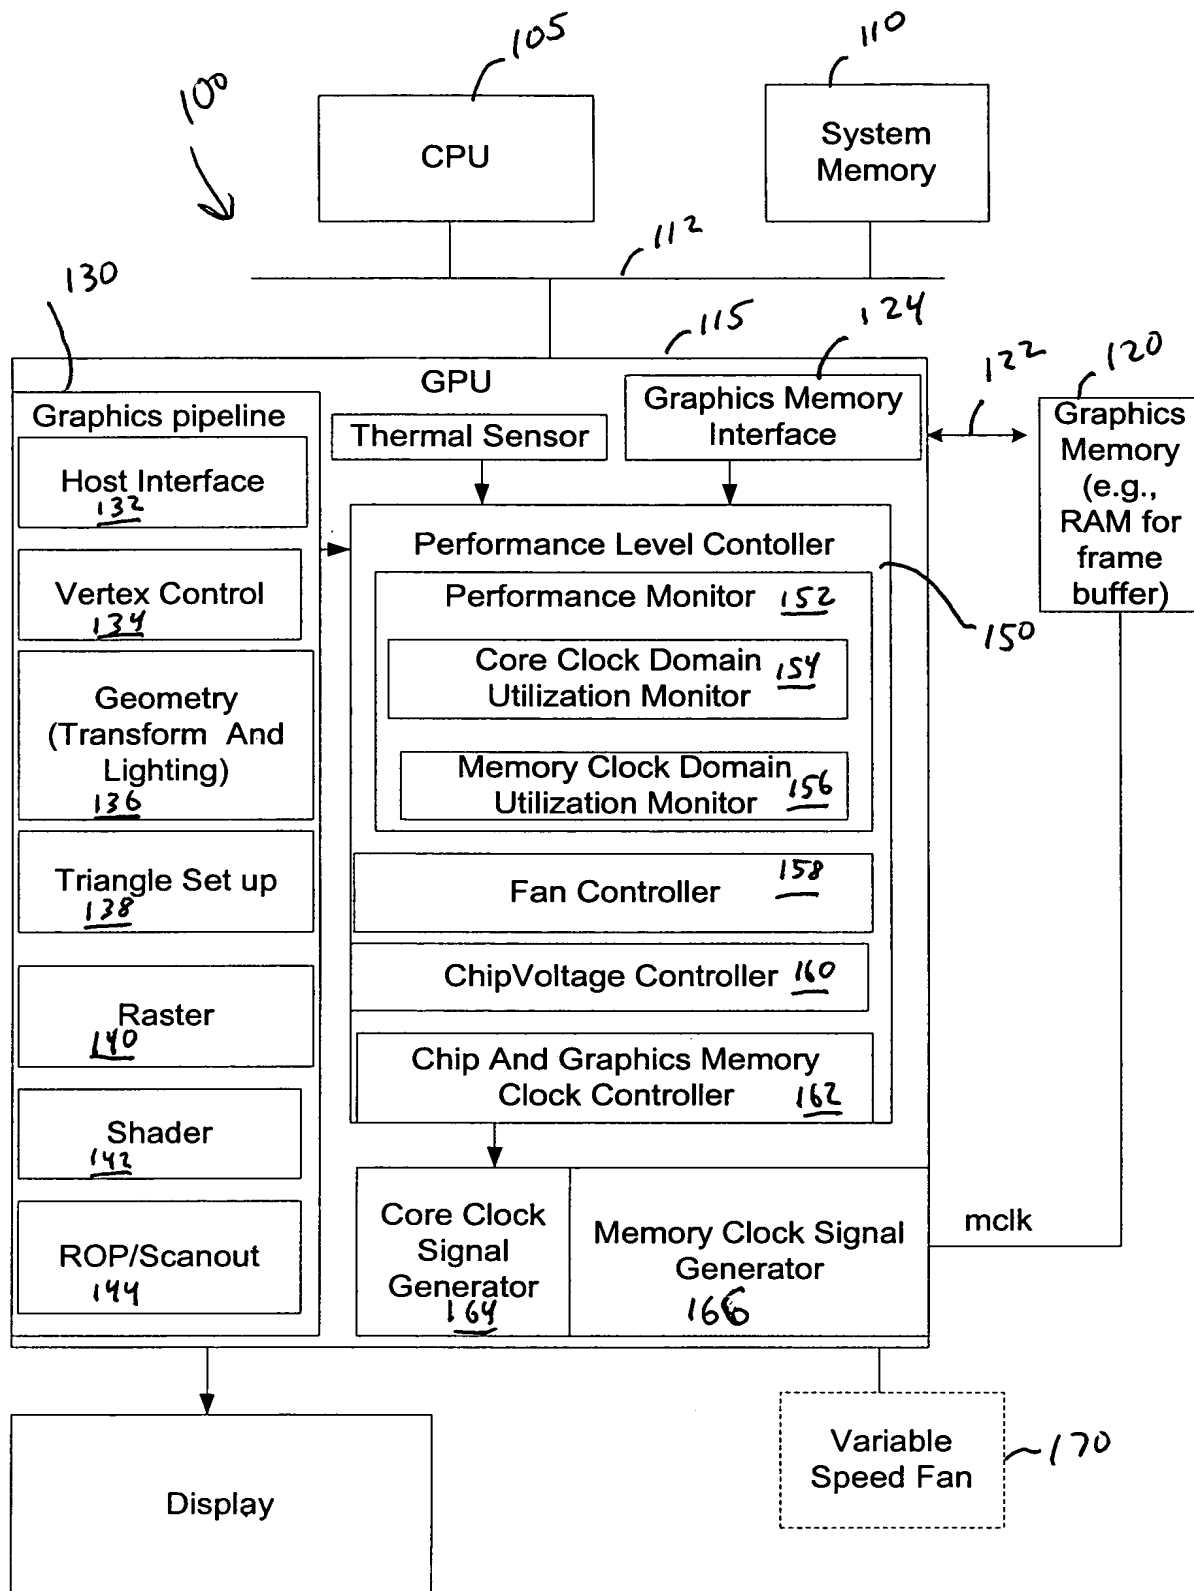 105
110
100
CPU
System
Memory
112
130
115
124
122
120
GPU
Graphics pipeline
Thermal Sensor
Graphics Memory
Interface
Graphics
Memory
(e.g.,
RAM for
frame
buffer)
Host Interface
132
Performance Level Contoller
150
Vertex Control
134
Performance Monitor 152
Core Clock Domain
Utilization Monitor
154
Geometry
(Transform And
Lighting)
136
Memory Clock Domain
Utilization Monitor
156
Triangle Set up
138
Fan Controller
158
ChipVoltage Controller 160
Raster
140
Chip And Graphics Memory
Clock Controller
162
Shader
142
ROP/Scanout
144
Core Clock
Signal
Generator
164
Memory Clock Signal
Generator
166
mclk
Variable
Speed Fan
170
Display